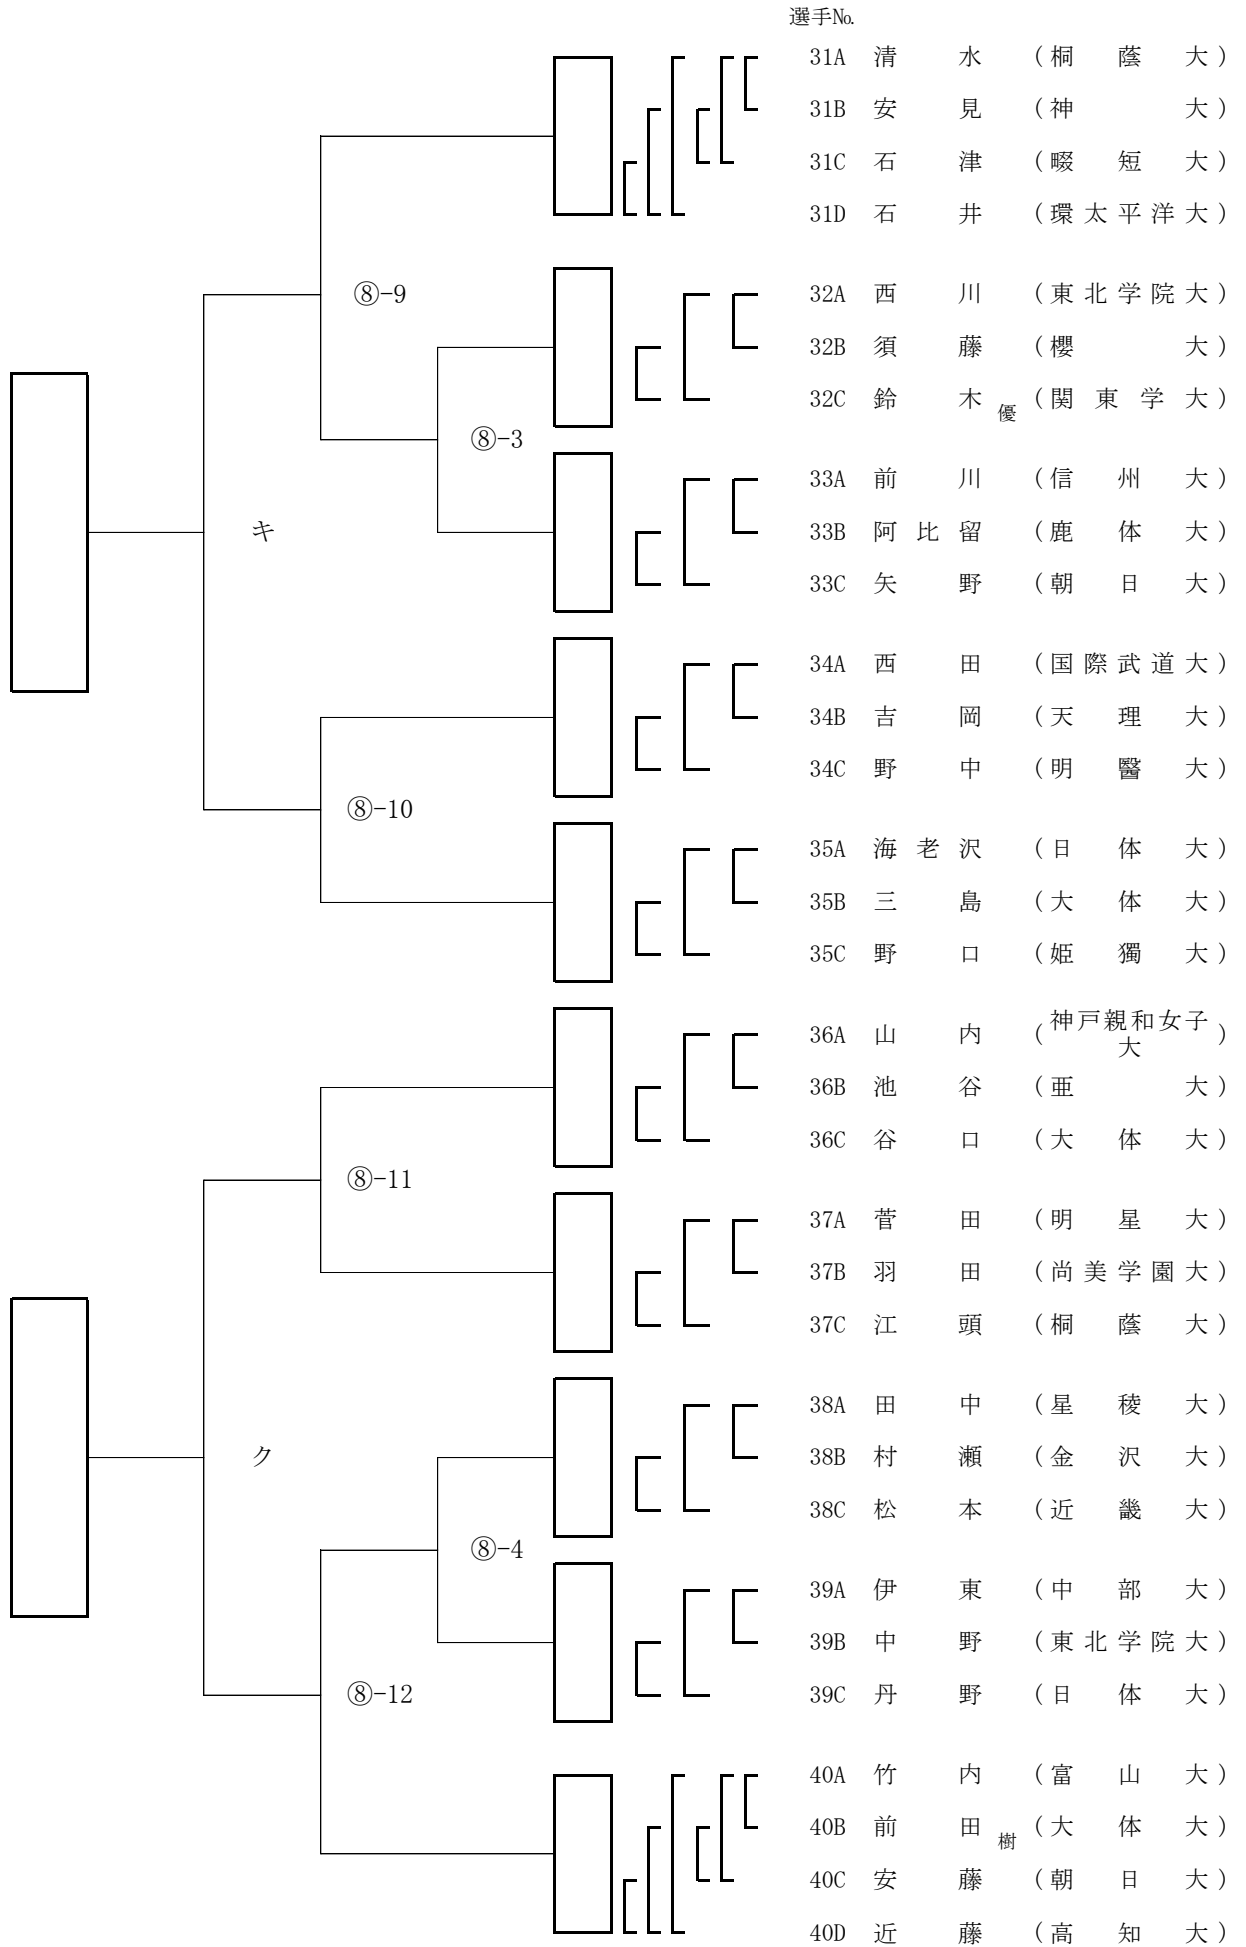 選手№
31A 清水 (桐蔭大)
31B 安見 (神大)
31C 石津 (畷短大)
31D 石井 (環太平洋大)
⑧-9
32A 西川 (東北学院大)
32B 須藤 (櫻大)
32C 鈴木優 (関東学大)
⑧-3
33A 前川 (信州大)
キ
33B 阿比留 (鹿体大)
33C 矢野 (朝日大)
34A 西田 (国際武道大)
34B 吉岡 (天理大)
34C 野中 (明醫大)
⑧-10
35A 海老沢 (日体大)
35B 三島 (大体大)
35C 野口 (姫獨大)
36A 山内 (神戸親和女子
大)
36B 池谷 (亜大)
36C 谷口 (大体大)
⑧-11
37A 菅田 (明星大)
37B 羽田 (尚美学園大)
37C 江頭 (桐蔭大)
38A 田中 (星稜大)
ク
38B 村瀬 (金沢大)
38C 松本 (近畿大)
⑧-4
39A 伊東 (中部大)
39B 中野 (東北学院大)
⑧-12
39C 丹野 (日体大)
40A 竹内 (富山大)
40B 前田樹 (大体大)
40C 安藤 (朝日大)
40D 近藤 (高知大)